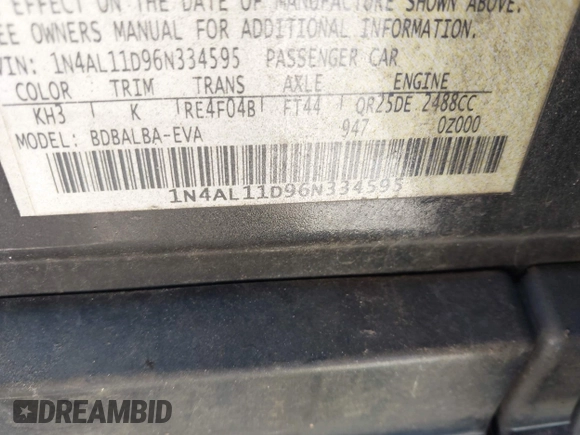 EFFECT ON THE DATE OF MANUFACTURE SHOWN ABOVE.
SEE OWNERS MANUAL FOR ADDITIONAL INFORMATION.
VIN: 1N4AL11D96N334595 PASSENGER CAR
COLOR TRIM TRANS AXLE ENGINE
KH3 K RE4F04B FT44 QR25DE 2488CC
MODEL: BDBALBA-EVA 947 0Z000
1N4AL11D96N334595
DREAMBID